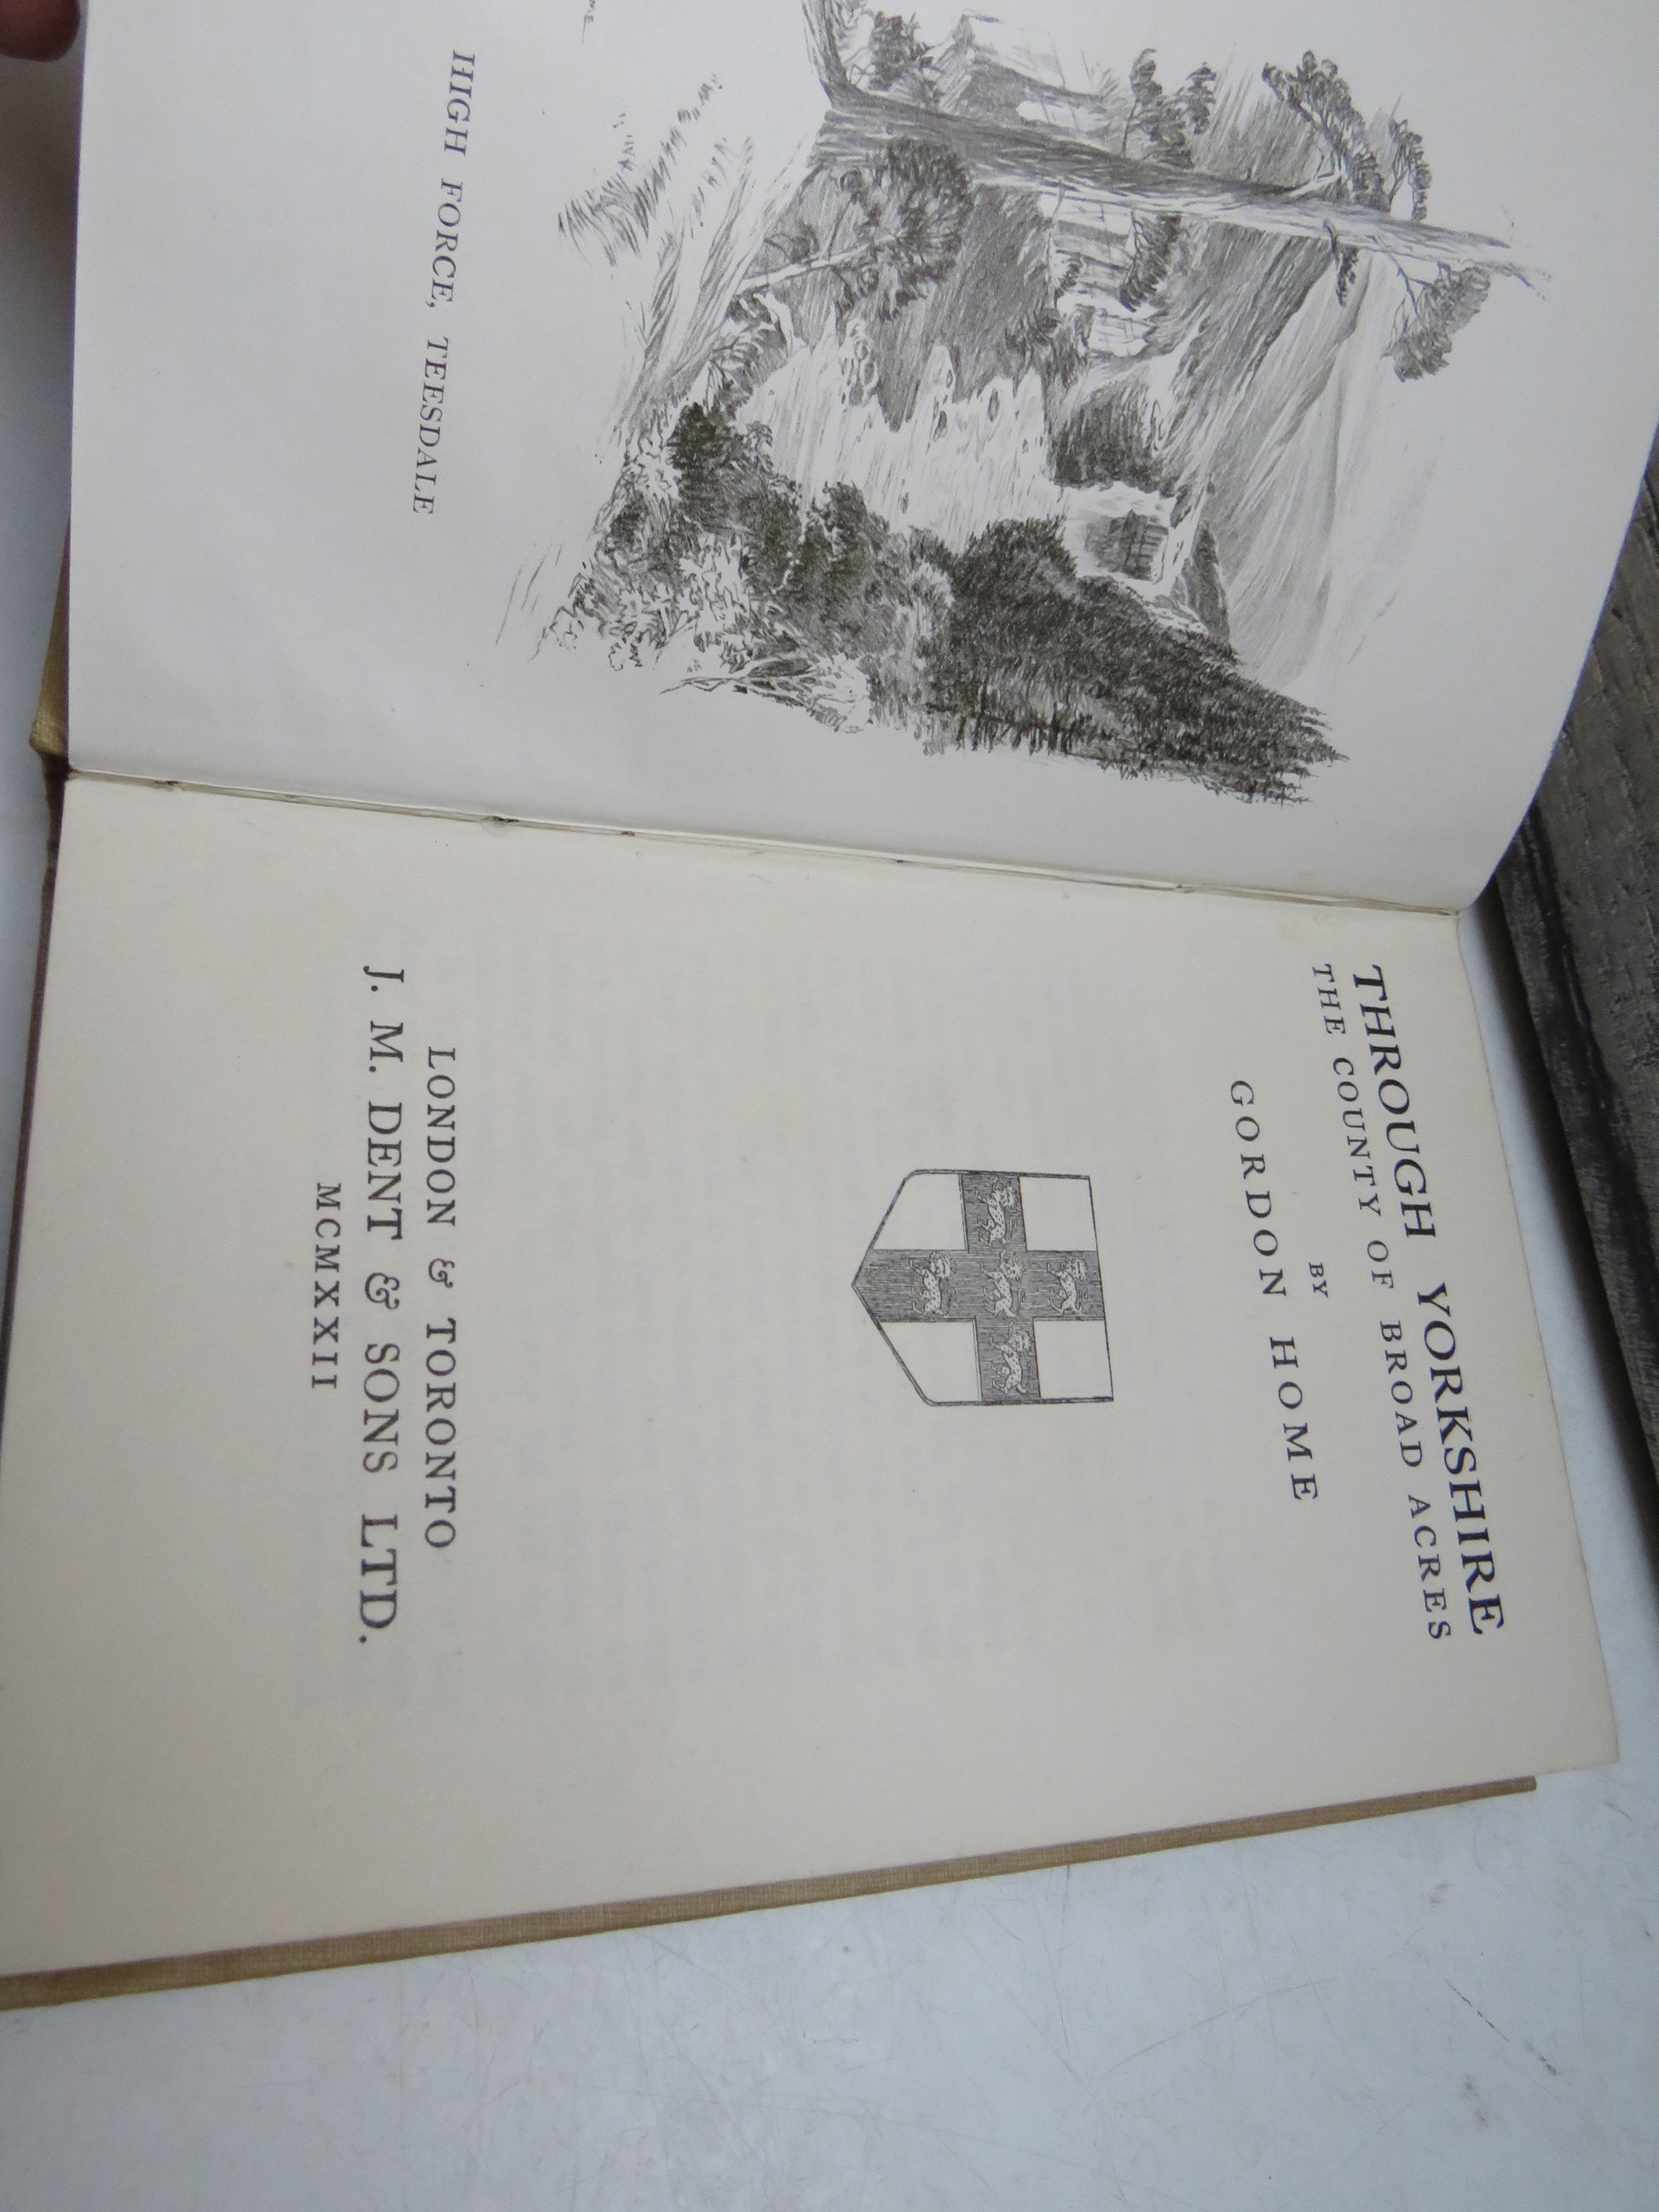 HIGH FORCE, TEESDALE
THROUGH YORKSHIRE
THE COUNTY OF BROAD ACRES
BY
GORDON HOME
LONDON & TORONTO
J. M. DENT & SONS LTD.
MCMXXII